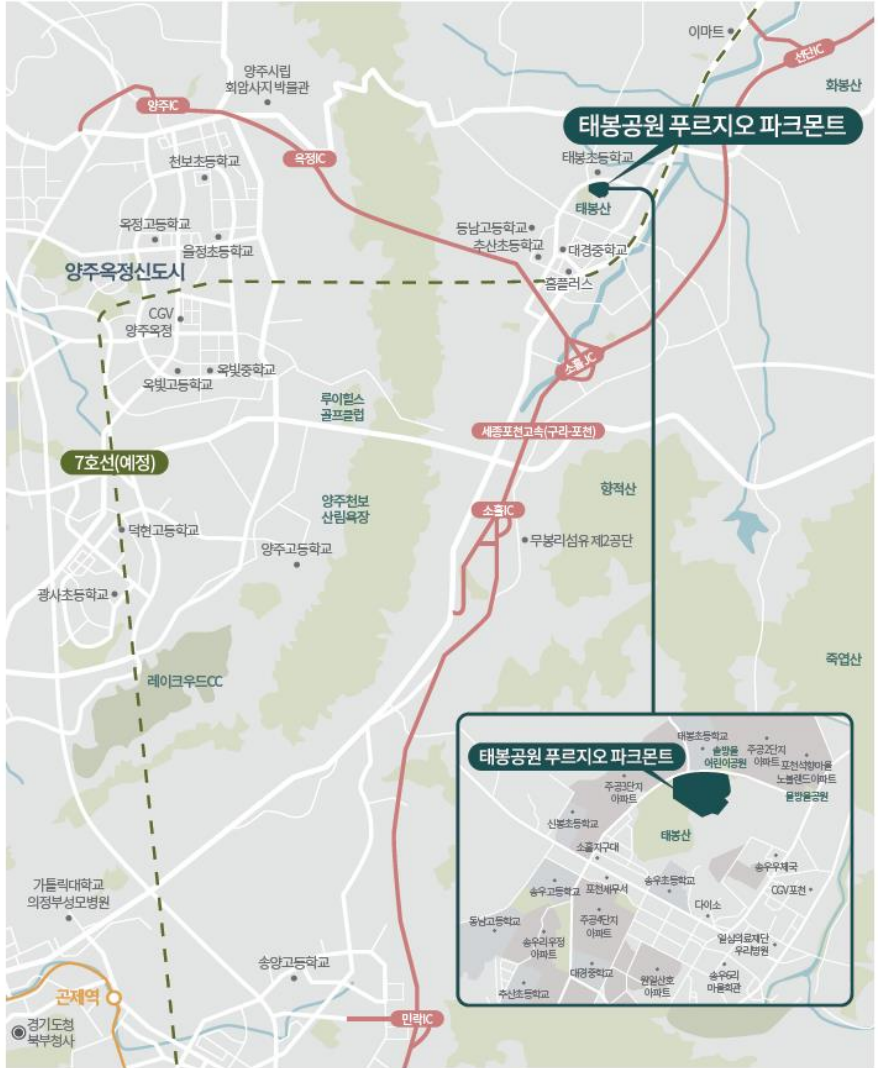 이마트
선단IC
양주시립
회암사지 박물관
화봉산
양주IC
태봉공원 푸르지오 파크몬트
옥정IC
천보초등학교
태봉초등학교
태봉산
옥정고등학교
동남고등학교
을정초등학교
추산초등학교
대경중학교
양주옥정신도시
홈플러스
CGV
양주옥정
소흘JC
옥빛고등학교
옥빛중학교
루이힐스
골프클럽
세종포천고속(구리-포천)
7호선(예정)
향적산
양주천보
산림욕장
소흘IC
덕현고등학교
양주고등학교
무봉리섬유 제2공단
광사초등학교
죽엽산
레이크우드CC
태봉초등학교
솔방울
어린이공원
주공2단지
아파트
포천석향마을
노블랜드아파트
태봉공원 푸르지오 파크몬트
주공3단지
아파트
물방울공원
신봉초등학교
태봉산
소흘지구대
송우우체국
송우고등학교
포천세무서
송우초등학교
CGV포천
다이소
동남고등학교
주공4단지
아파트
송우리우정
아파트
일심의료재단
우리병원
대경중학교
원일산호
아파트
송우5리
마을회관
추산초등학교
가톨릭대학교
의정부성모병원
송양고등학교
곤제역
경기도청
북부청사
민락IC